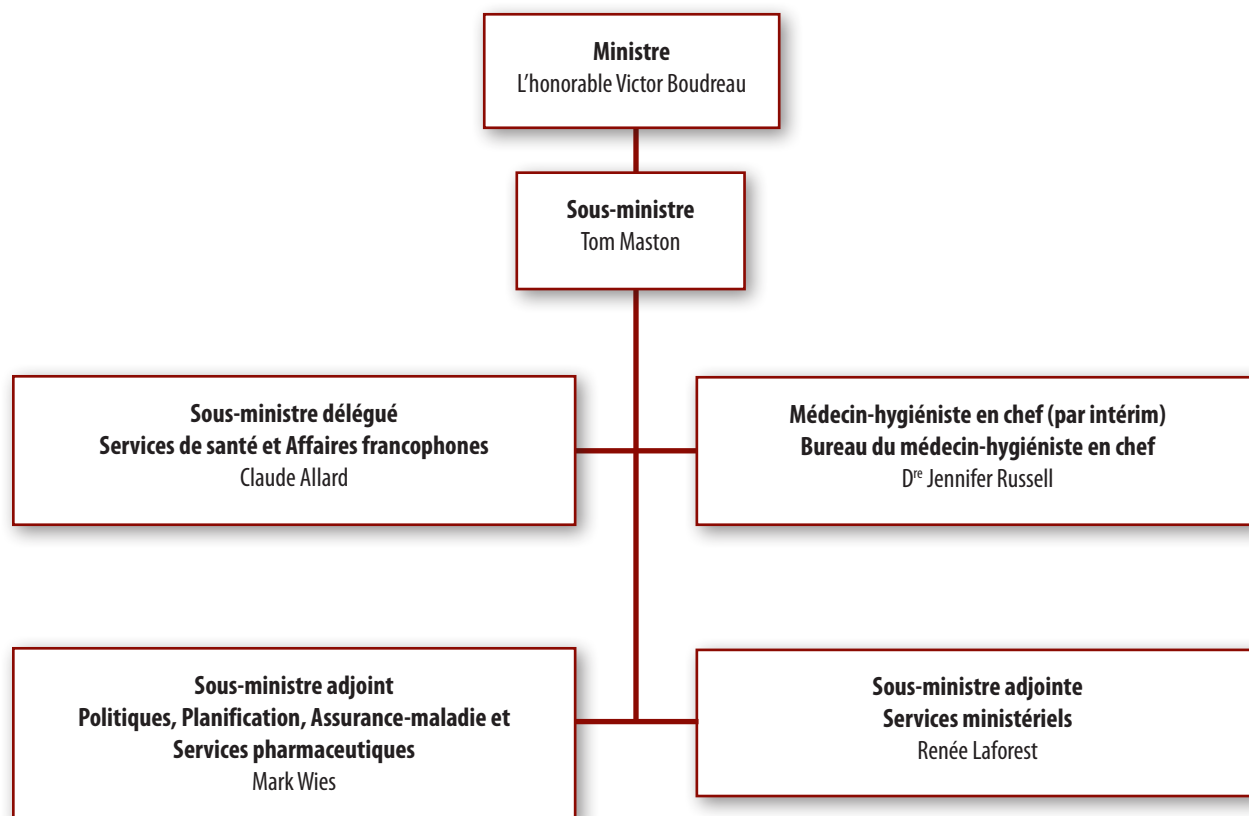 Ministre
L'honorable Victor Boudreau
Sous-ministre
Tom Maston
Sous-ministre délégué
Services de santé et Affaires francophones
Claude Allard
Médecin-hygiéniste en chef (par intérim)
Bureau du médecin-hygiéniste en chef
Dre Jennifer Russell
Sous-ministre adjoint
Politiques, Planification, Assurance-maladie et
Services pharmaceutiques
Mark Wies
Sous-ministre adjointe
Services ministériels
Renée Laforest